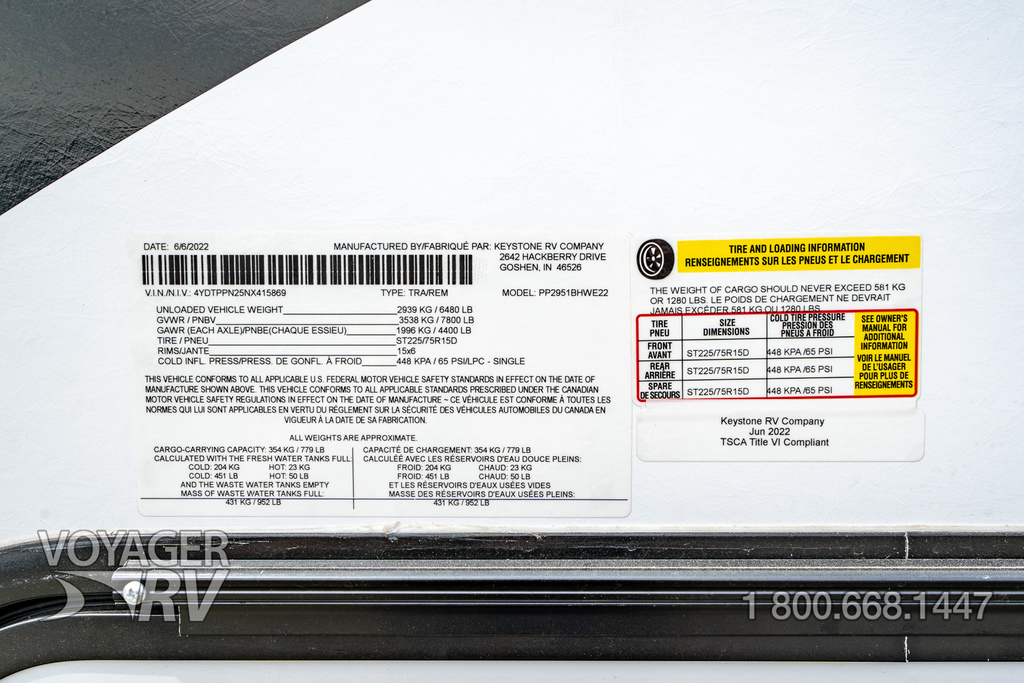 DATE: 6/6/2022
MANUFACTURED BY/FABRIQUÉ PAR: KEYSTONE RV COMPANY
2642 HACKBERRY DRIVE
GOSHEN, IN 46526
V.I.N./N.I.V.: 4YDTPPN25NX415869 TYPE: TRA/REM MODEL: PP2951BHWE22
UNLOADED VEHICLE WEIGHT 2939 KG / 6480 LB
GVWR / PNBV 3538 KG / 7800 LB
GAWR (EACH AXLE)/PNBE(CHAQUE ESSIEU) 1996 KG / 4400 LB
TIRE / PNEU ST225/75R15D
RIMS/JANTE 15x6
COLD INFL. PRESS/PRESS. DE GONFL. À FROID 448 KPA / 65 PSI/LPC - SINGLE
THIS VEHICLE CONFORMS TO ALL APPLICABLE U.S. FEDERAL MOTOR VEHICLE SAFETY STANDARDS IN EFFECT ON THE DATE OF
MANUFACTURE SHOWN ABOVE. THIS VEHICLE CONFORMS TO ALL APPLICABLE STANDARDS PRESCRIBED UNDER THE CANADIAN
MOTOR VEHICLE SAFETY REGULATIONS IN EFFECT ON THE DATE OF MANUFACTURE ~ CE VÉHICULE EST CONFORME À TOUTES LES
NORMES QUI LUI SONT APPLICABLES EN VERTU DU RÉGLEMENT SUR LA SÉCURITÉ DES VÉHICULES AUTOMOBILES DU CANADA EN
VIGUEUR À LA DATE DE SA FABRICATION.
ALL WEIGHTS ARE APPROXIMATE.
CARGO-CARRYING CAPACITY: 354 KG / 779 LB
CALCULATED WITH THE FRESH WATER TANKS FULL:
COLD: 204 KG HOT: 23 KG
COLD: 451 LB HOT: 50 LB
AND THE WASTE WATER TANKS EMPTY
MASS OF WASTE WATER TANKS FULL:
431 KG / 952 LB
CAPACITÉ DE CHARGEMENT: 354 KG / 779 LB
CALCULÉE AVEC LES RÉSERVOIRS D'EAU DOUCE PLEINS:
FROID: 204 KG CHAUD: 23 KG
FROID: 451 LB CHAUD: 50 LB
ET LES RÉSERVOIRS D'EAUX USÉES VIDES
MASSE DES RÉSERVOIRS D'EAUX USÉES PLEINS:
431 KG / 952 LB
TIRE AND LOADING INFORMATION
RENSEIGNEMENTS SUR LES PNEUS ET LE CHARGEMENT
THE WEIGHT OF CARGO SHOULD NEVER EXCEED 581 KG
OR 1280 LBS. LE POIDS DE CHARGEMENT NE DEVRAIT
JAMAIS EXCÉDER 581 KG OU 1280 LBS
TIRE
PNEU
SIZE
DIMENSIONS
COLD TIRE PRESSURE
PRESSION DES
PNEUS A FROID
FRONT
AVANT
ST225/75R15D 448 KPA /65 PSI
REAR
ARRIÈRE
ST225/75R15D 448 KPA /65 PSI
SPARE
DE SECOURS
ST225/75R15D 448 KPA /65 PSI
SEE OWNER'S
MANUAL FOR
ADDITIONAL
INFORMATION
VOIR LE MANUEL
DE L'USAGER
POUR PLUS DE
RENSEIGNEMENTS
Keystone RV Company
Jun 2022
TSCA Title VI Compliant
VOYAGER
RV
1 800.668.1447